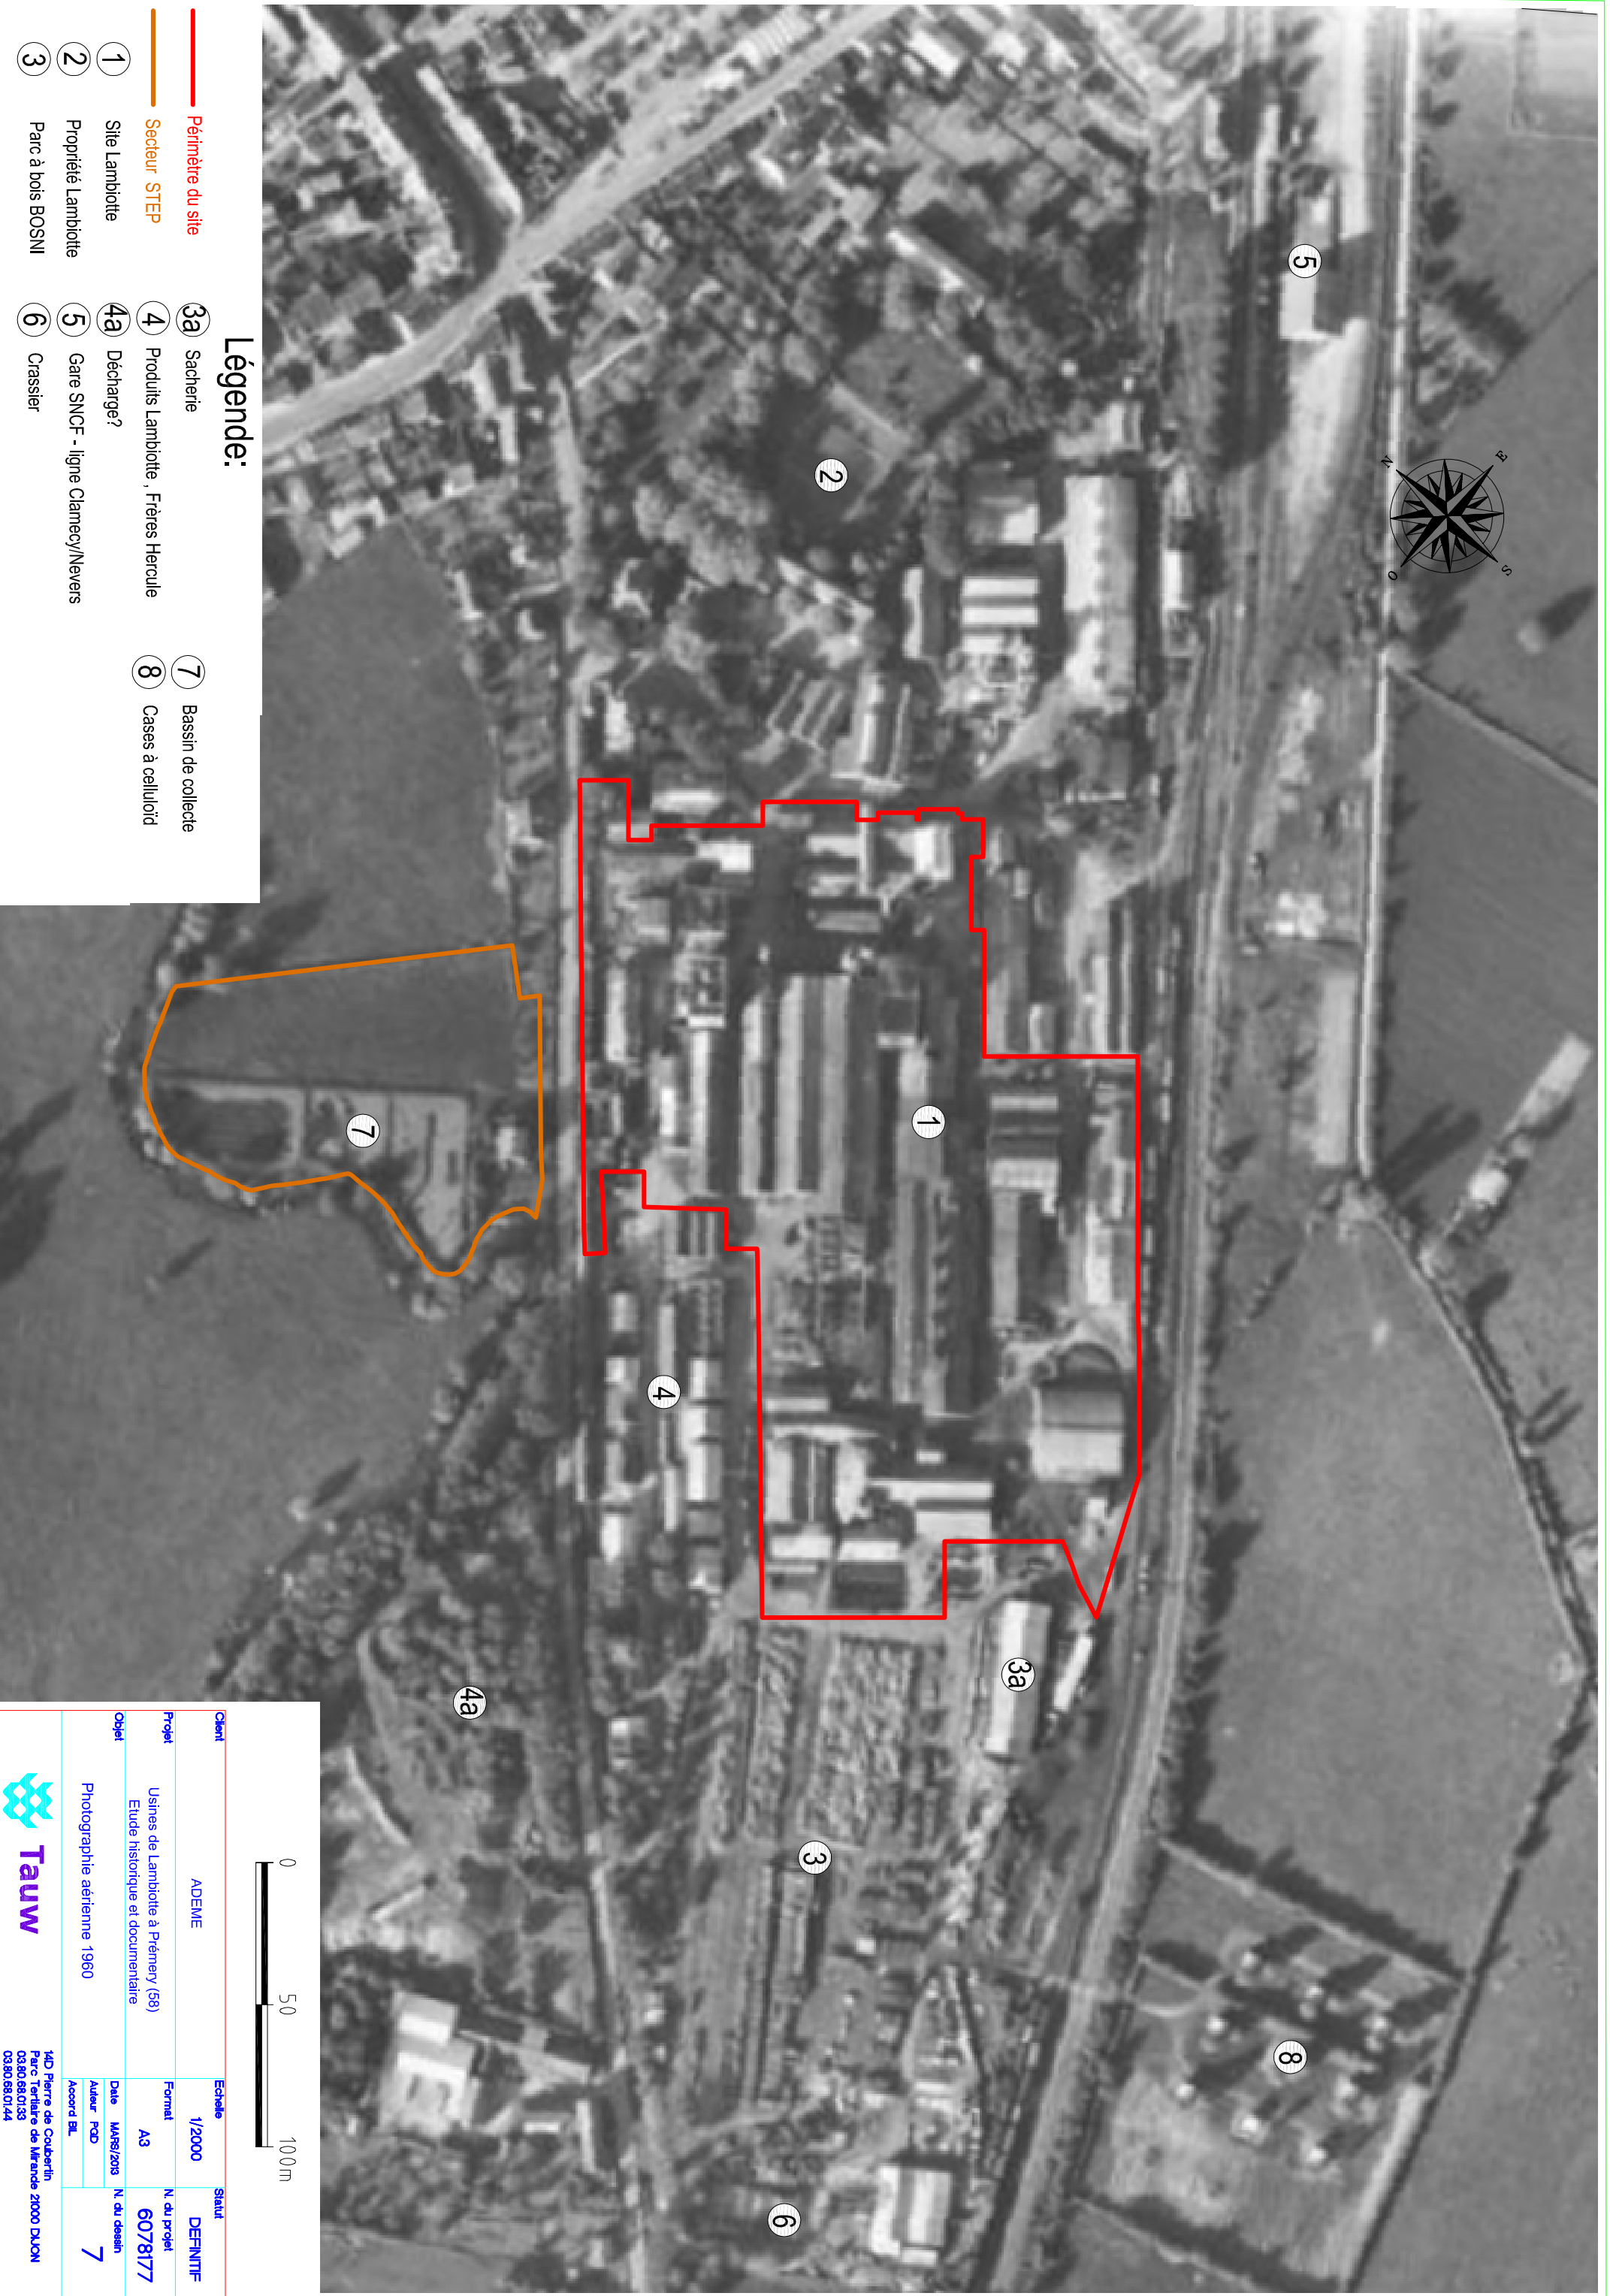 Légende:
Périmètre du site
Secteur STEP
1 Site Lambiotte
2 Propriété Lambiotte
3 Parc à bois BOSNI
3a Sacherie
4 Produits Lambiotte , Frères Hercule
4a Décharge?
5 Gare SNCF - ligne Clamecy/Nevers
6 Crassier
7 Bassin de collecte
8 Cases à celluloïd
N
E
S
O
5
2
1
7
4
3a
4a
3
8
6
0 50 100m
Client
ADEME
Projet
Usines de Lambiotte à Prémery (58)
Etude historique et documentaire
Objet
Photographie aérienne 1960
Echelle
1/2000
Statut
DEFINITIF
Format
A3
N. du projet
6078177
Date MARS/2013
Auteur PGD
Accord BIL
N. du dessin
7
Tauw
14D Pierre de Coubertin
Parc Tertiaire de Mirande 21000 DIJON
03.80.68.01.33
03.80.68.01.44